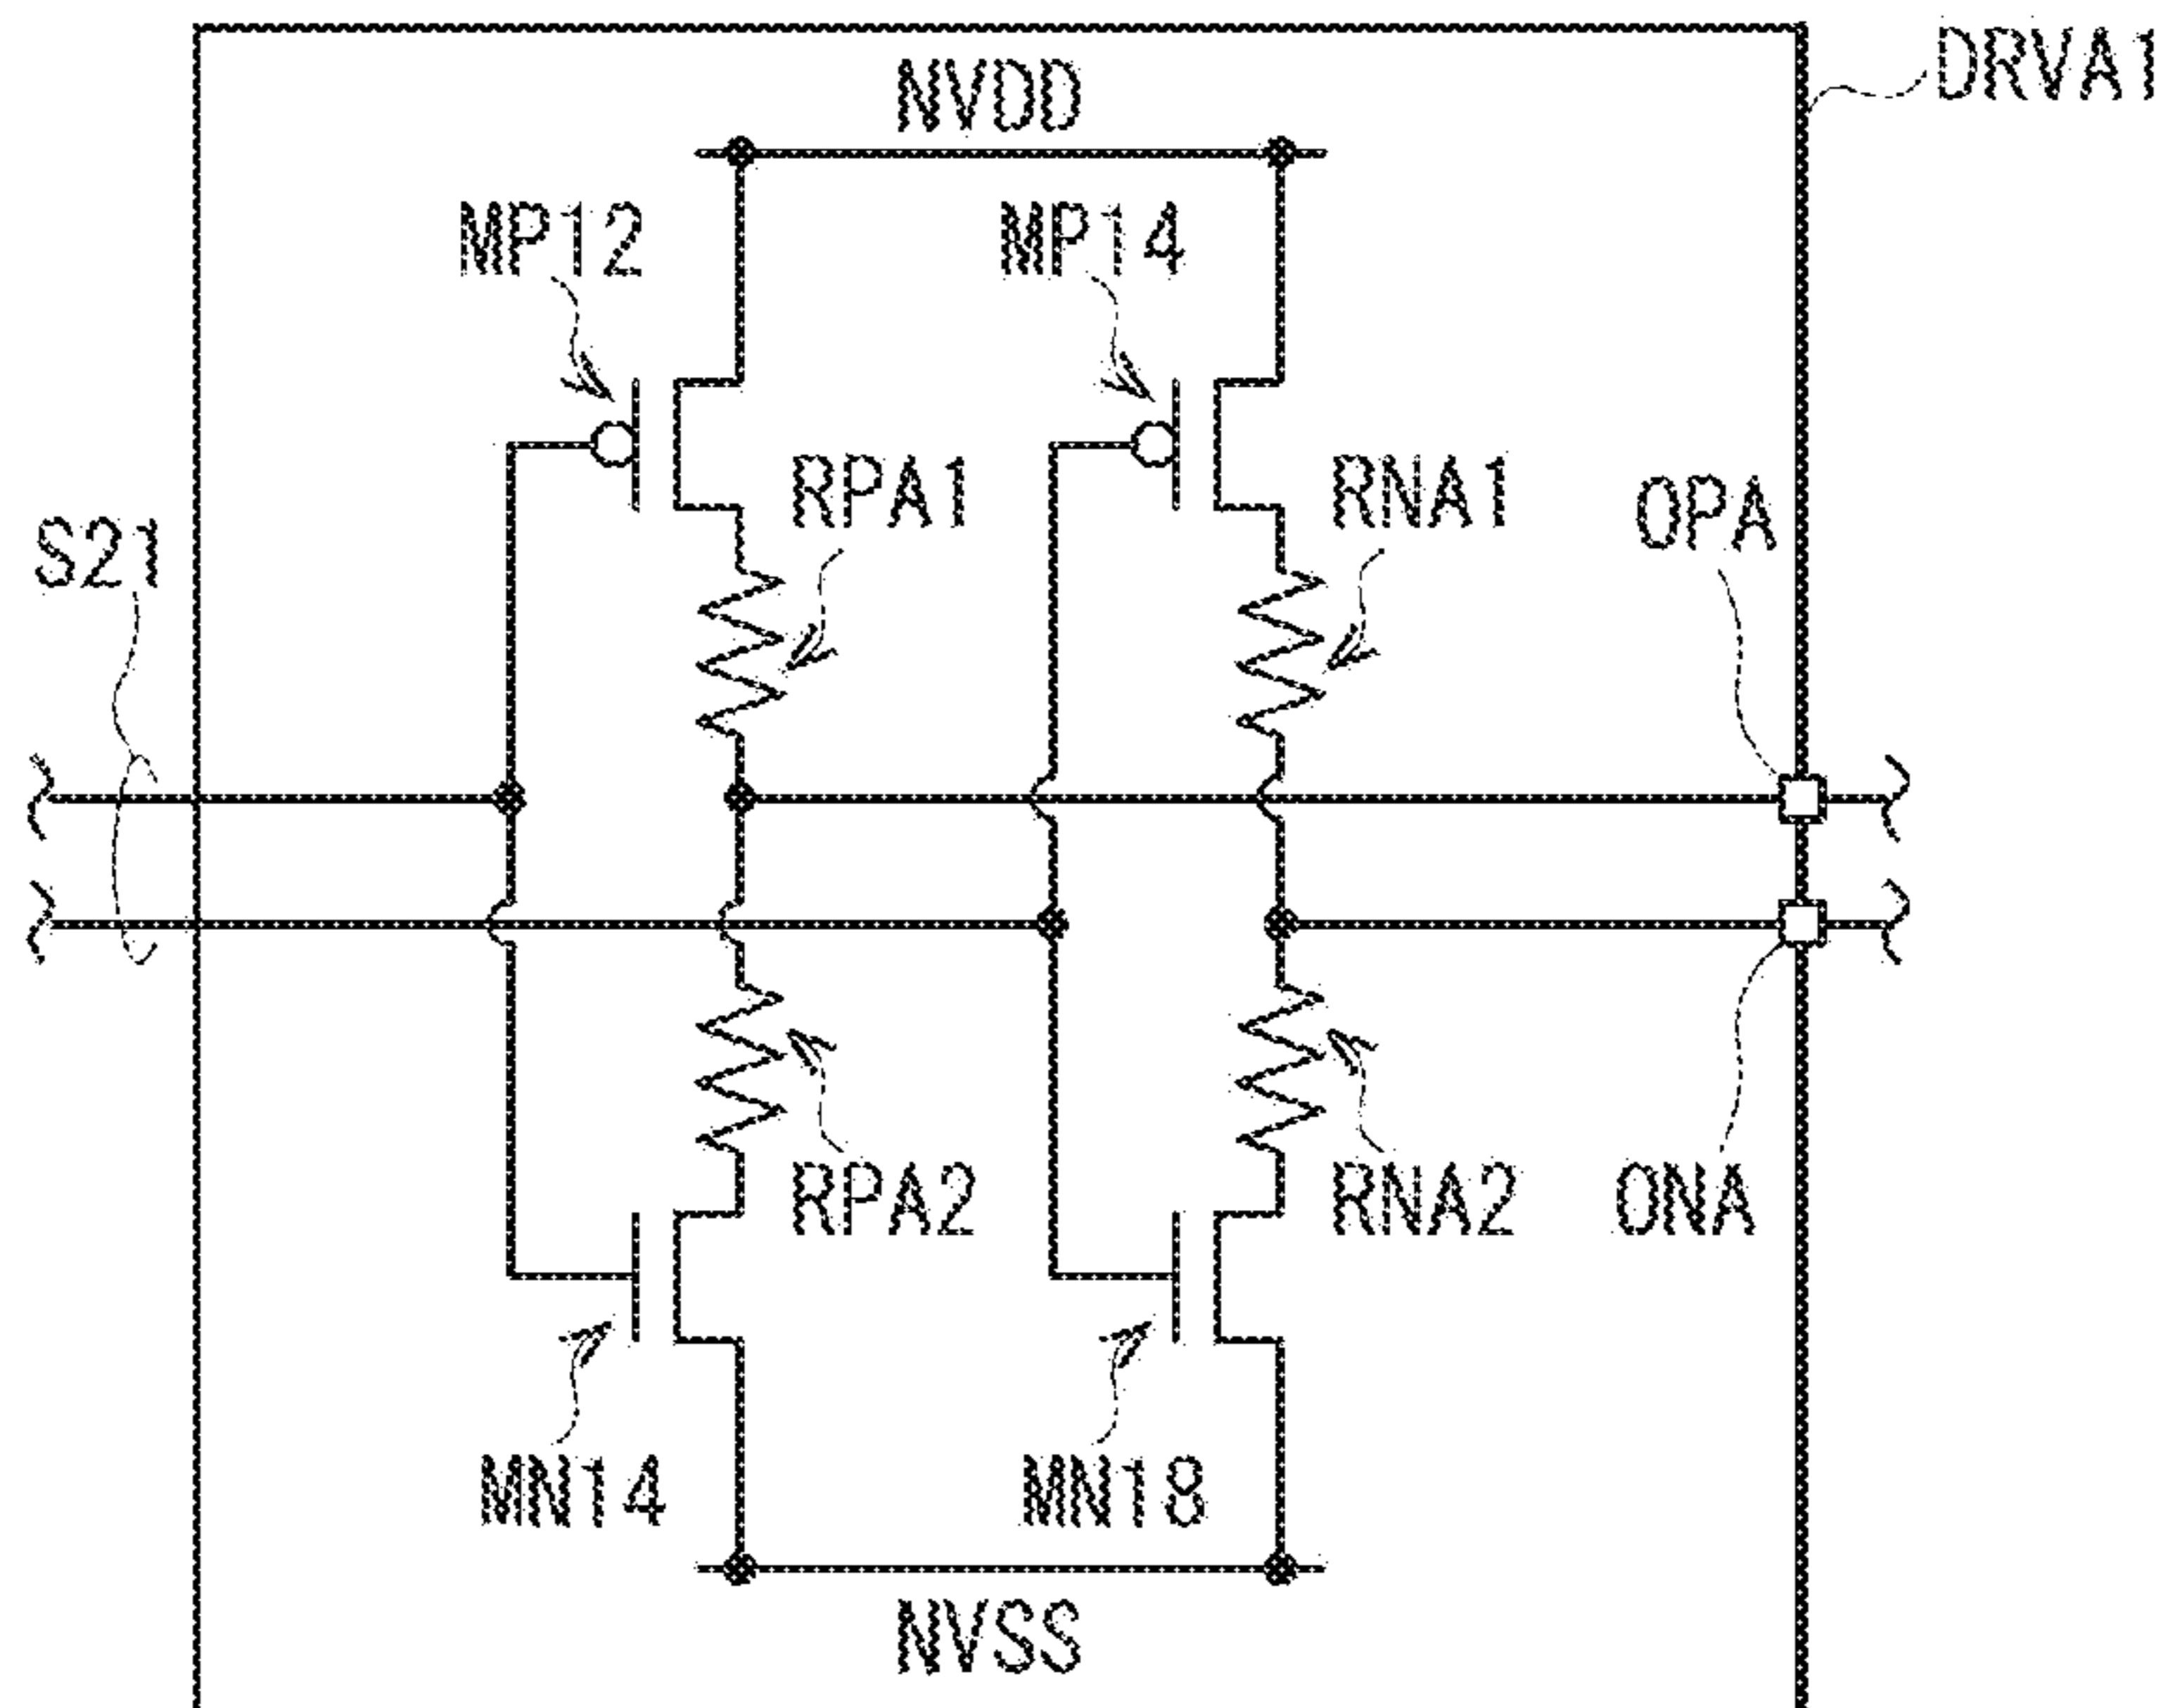 DRVA1
NVDD
MP12
MP14
RPA1
RNA1
OPA
S21
RPA2
RNA2
ONA
MN14
MN18
NVSS